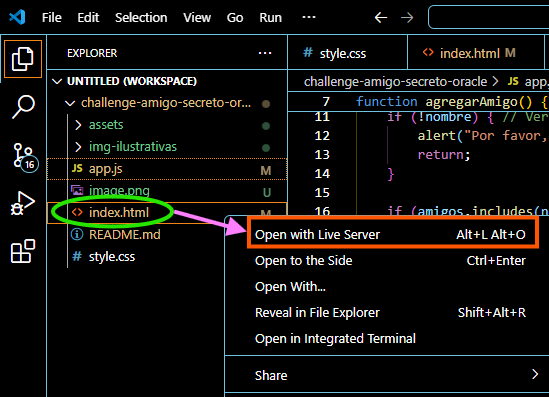 File Edit Selection View Go Run ···
EXPLORER ···
UNTITLED (WORKSPACE)
challenge-amigo-secreto-or...
assets
img-ilustrativas
JS app.js M
image.png U
<> index.html M
README.md
style.css
16
style.css
<> index.html M
challenge-amigo-secreto-oracle > JS app.
7 function agregarAmigo() {
11 if (!nombre) { // Ver
12 alert("Por favor,
13 return;
14 }
16 if (amigos.includes(n
Open with Live Server Alt+L Alt+O
Open to the Side Ctrl+Enter
Open With...
Reveal in File Explorer Shift+Alt+R
Open in Integrated Terminal
Share >